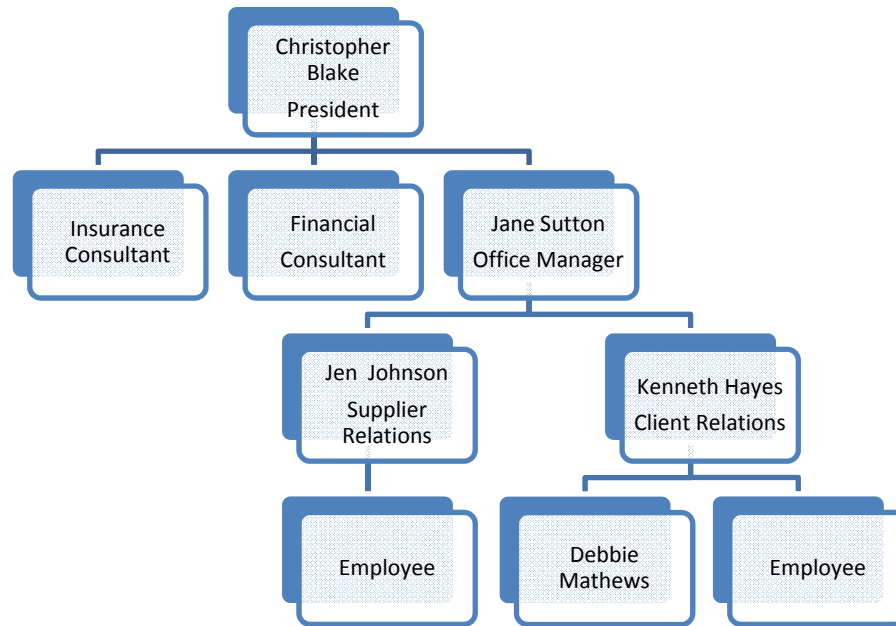 Christopher
Blake
President
Insurance
Consultant
Financial
Consultant
Jane Sutton
Office Manager
Jen Johnson
Supplier
Relations
Kenneth Hayes
Client Relations
Employee
Debbie
Mathews
Employee